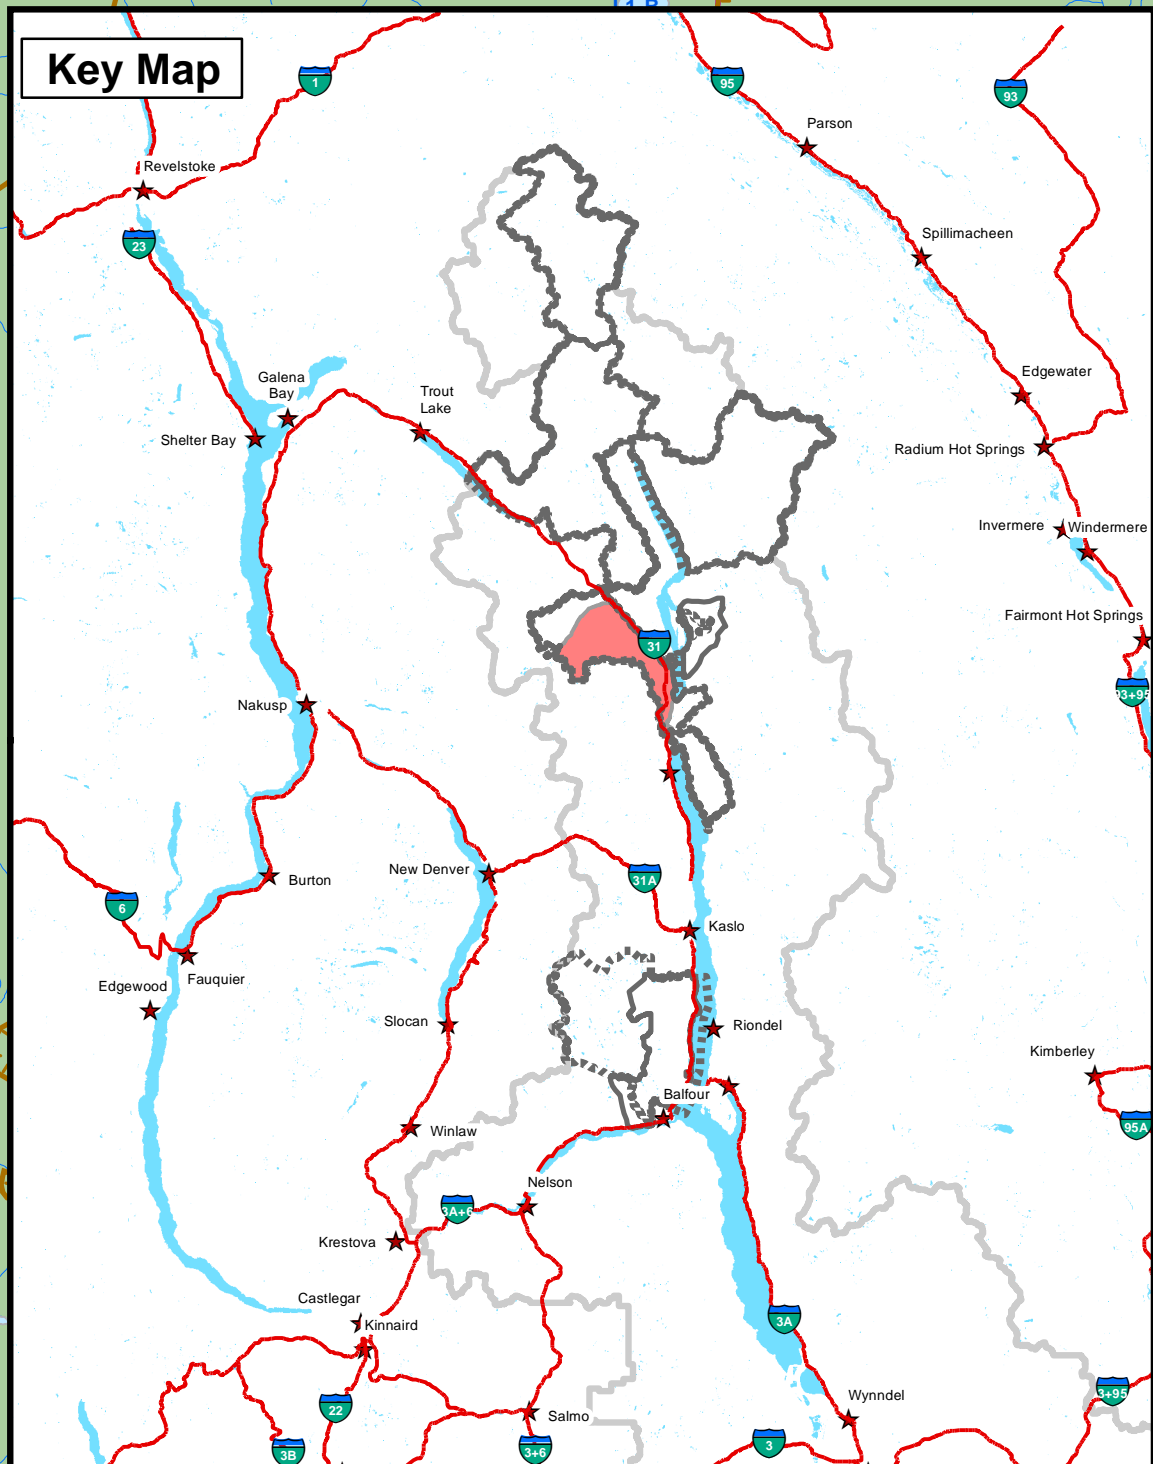 Key Map
1
95
93
Parson
Revelstoke
23
Spillimacheen
Galena
Bay
Trout
Lake
Edgewater
Shelter Bay
Radium Hot Springs
Invermere
Windermere
Fairmont Hot Springs
31
93+95
Nakusp
New Denver
31A
Burton
6
Kaslo
Fauquier
Edgewood
Slocan
Riondel
Kimberley
Balfour
95A
Winlaw
Nelson
3A+6
Krestova
Castlegar
Kinnaird
3A
22
Wynndel
3+95
Salmo
3B
3+6
3